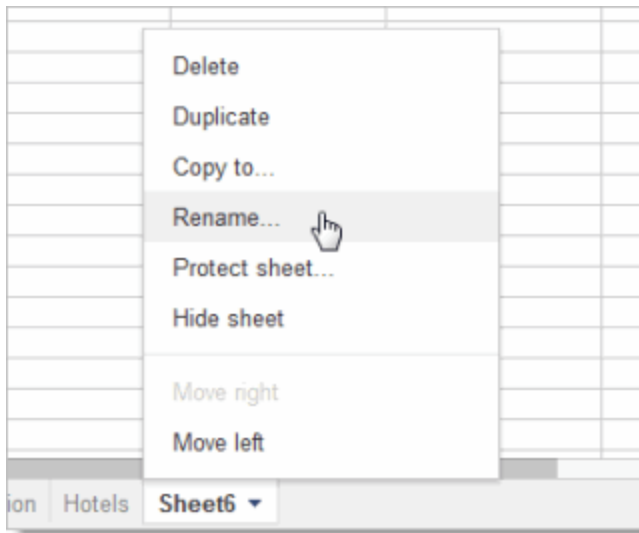 Delete
Duplicate
Copy to...
Rename...
Protect sheet...
Hide sheet
Move right
Move left
ion Hotels Sheet6